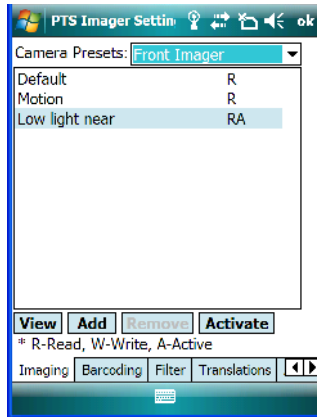 PTS Imager Settin ok
Camera Presets: Front Imager
Default R
Motion R
Low light near RA
View Add Remove Activate
* R-Read, W-Write, A-Active
Imaging Barcoding Filter Translations